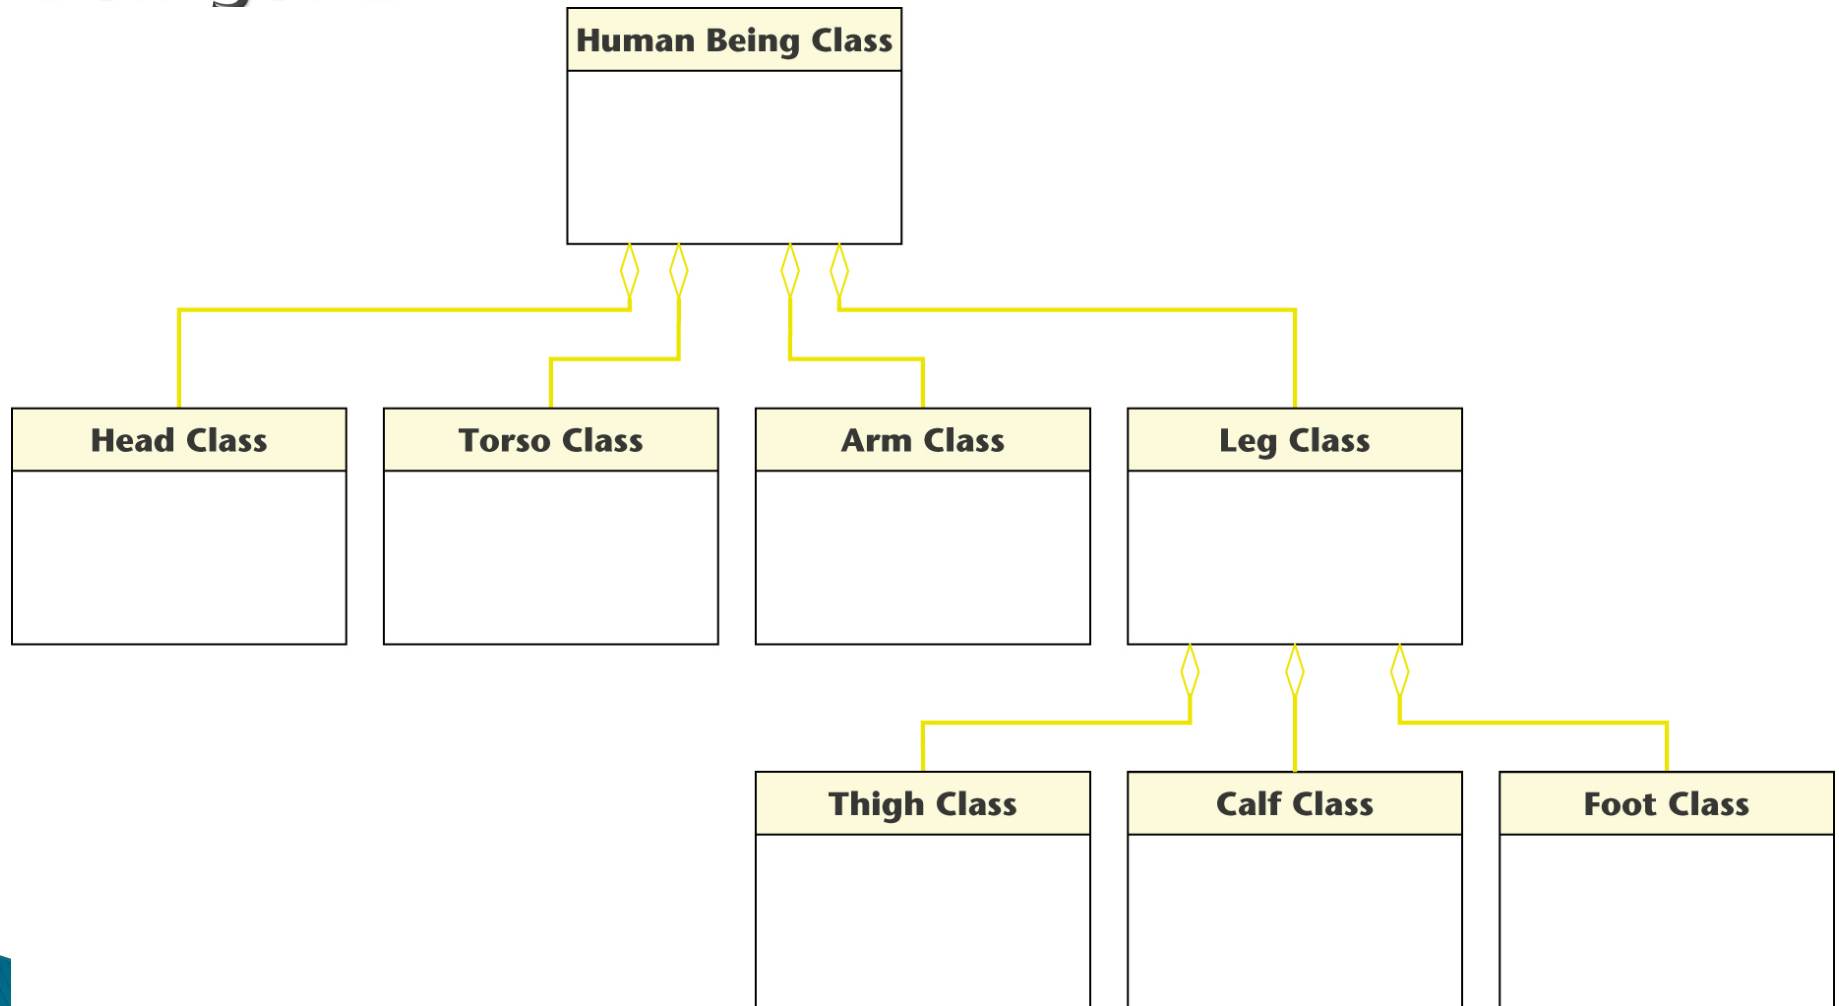 Human Being Class
Head Class
Torso Class
Arm Class
Leg Class
Thigh Class
Calf Class
Foot Class